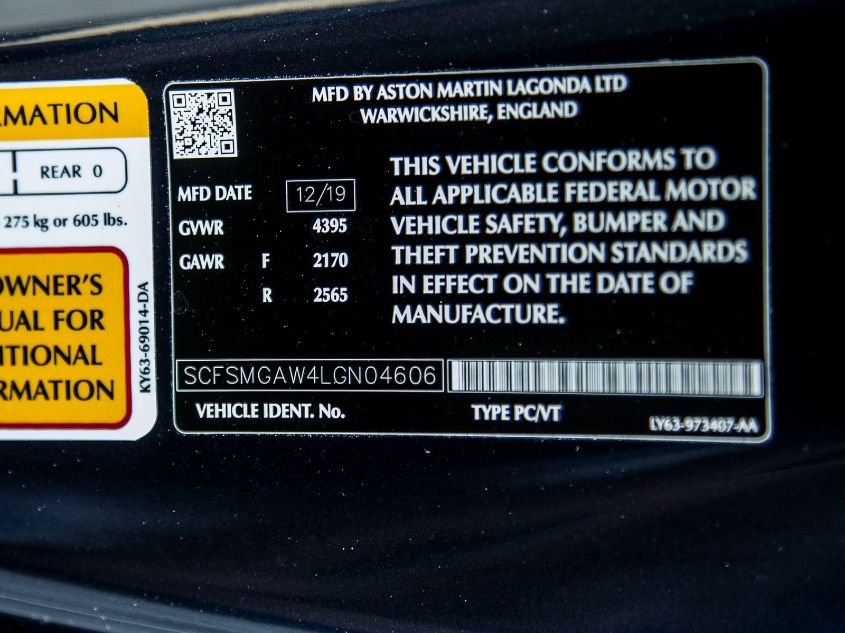 RMATION
REAR 0
275 kg or 605 lbs.
OWNER'S
UAL FOR
ITIONAL
RMATION
KY63-69014-DA
MFD BY ASTON MARTIN LAGONDA LTD
WARWICKSHIRE, ENGLAND
MFD DATE 12/19
GVWR 4395
GAWR F 2170
R 2565
THIS VEHICLE CONFORMS TO
ALL APPLICABLE FEDERAL MOTOR
VEHICLE SAFETY, BUMPER AND
THEFT PREVENTION STANDARDS
IN EFFECT ON THE DATE OF
MANUFACTURE.
SCFSMGAW4LGN04606
VEHICLE IDENT. No.
TYPE PC/VT
LY63-973407-AA